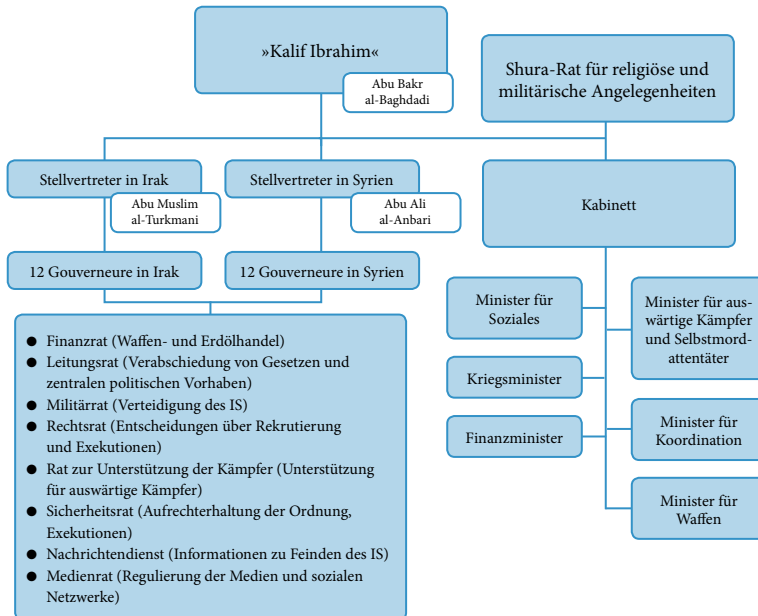 »Kalif Ibrahim«
Abu Bakr
al-Baghdadi
Shura-Rat für religiöse und
militärische Angelegenheiten
Stellvertreter in Irak
Abu Muslim
al-Turkmani
Stellvertreter in Syrien
Abu Ali
al-Anbari
Kabinett
12 Gouverneure in Irak
12 Gouverneure in Syrien
● Finanzrat (Waffen- und Erdölhandel)
● Leitungsrat (Verabschiedung von Gesetzen und
zentralen politischen Vorhaben)
● Militärrat (Verteidigung des IS)
● Rechtsrat (Entscheidungen über Rekrutierung
und Exekutionen)
● Rat zur Unterstützung der Kämpfer (Unterstützung
für auswärtige Kämpfer)
● Sicherheitsrat (Aufrechterhaltung der Ordnung,
Exekutionen)
● Nachrichtendienst (Informationen zu Feinden des IS)
● Medienrat (Regulierung der Medien und sozialen
Netzwerke)
Minister für
Soziales
Minister für aus-
wärtige Kämpfer
und Selbstmord-
attentäter
Kriegsminister
Finanzminister
Minister für
Koordination
Minister für
Waffen